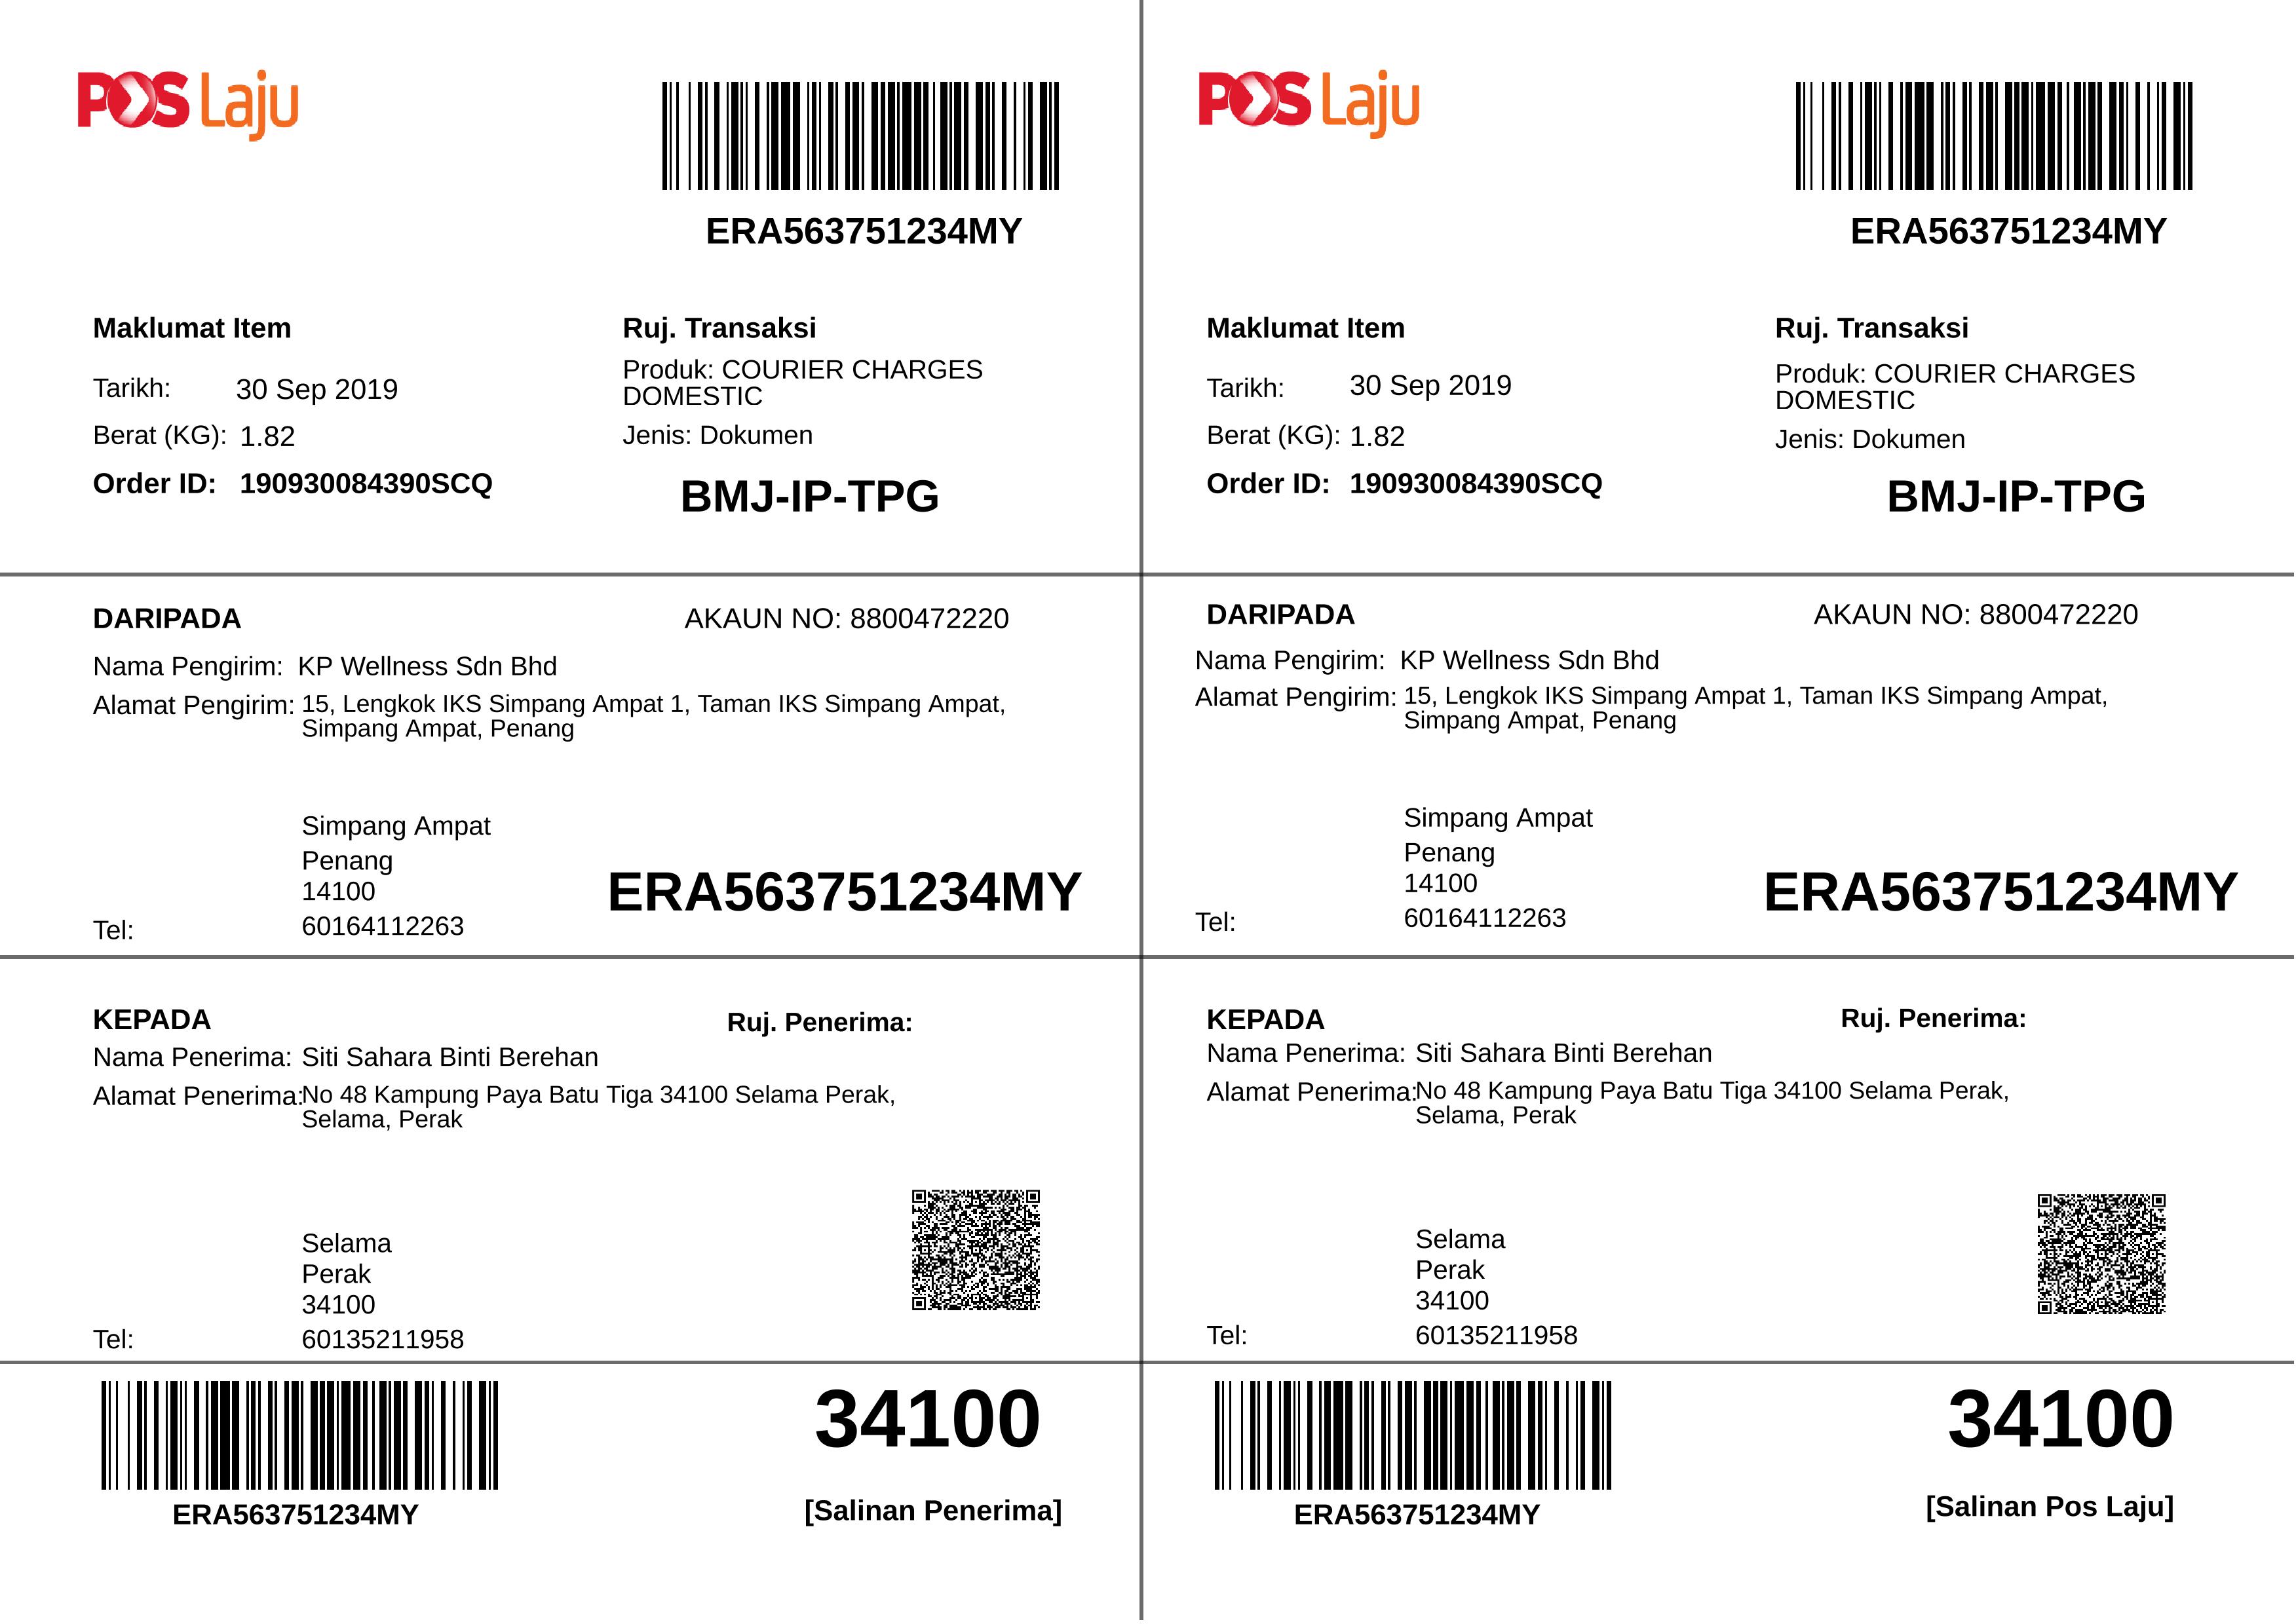 POS Laju
ERA563751234MY
Maklumat Item
Ruj. Transaksi
Produk: COURIER CHARGES
DOMESTIC
Tarikh: 30 Sep 2019
Berat (KG): 1.82
Jenis: Dokumen
Order ID: 190930084390SCQ
BMJ-IP-TPG
DARIPADA
AKAUN NO: 8800472220
Nama Pengirim: KP Wellness Sdn Bhd
Alamat Pengirim: 15, Lengkok IKS Simpang Ampat 1, Taman IKS Simpang Ampat,
Simpang Ampat, Penang
Simpang Ampat
Penang
14100
ERA563751234MY
Tel: 60164112263
KEPADA
Ruj. Penerima:
Nama Penerima: Siti Sahara Binti Berehan
Alamat Penerima: No 48 Kampung Paya Batu Tiga 34100 Selama Perak,
Selama, Perak
Selama
Perak
34100
Tel: 60135211958
34100
ERA563751234MY
[Salinan Penerima]
POS Laju
ERA563751234MY
Maklumat Item
Ruj. Transaksi
Produk: COURIER CHARGES
DOMESTIC
Tarikh: 30 Sep 2019
Berat (KG): 1.82
Jenis: Dokumen
Order ID: 190930084390SCQ
BMJ-IP-TPG
DARIPADA
AKAUN NO: 8800472220
Nama Pengirim: KP Wellness Sdn Bhd
Alamat Pengirim: 15, Lengkok IKS Simpang Ampat 1, Taman IKS Simpang Ampat,
Simpang Ampat, Penang
Simpang Ampat
Penang
14100
ERA563751234MY
Tel: 60164112263
KEPADA
Ruj. Penerima:
Nama Penerima: Siti Sahara Binti Berehan
Alamat Penerima: No 48 Kampung Paya Batu Tiga 34100 Selama Perak,
Selama, Perak
Selama
Perak
34100
Tel: 60135211958
34100
ERA563751234MY
[Salinan Pos Laju]